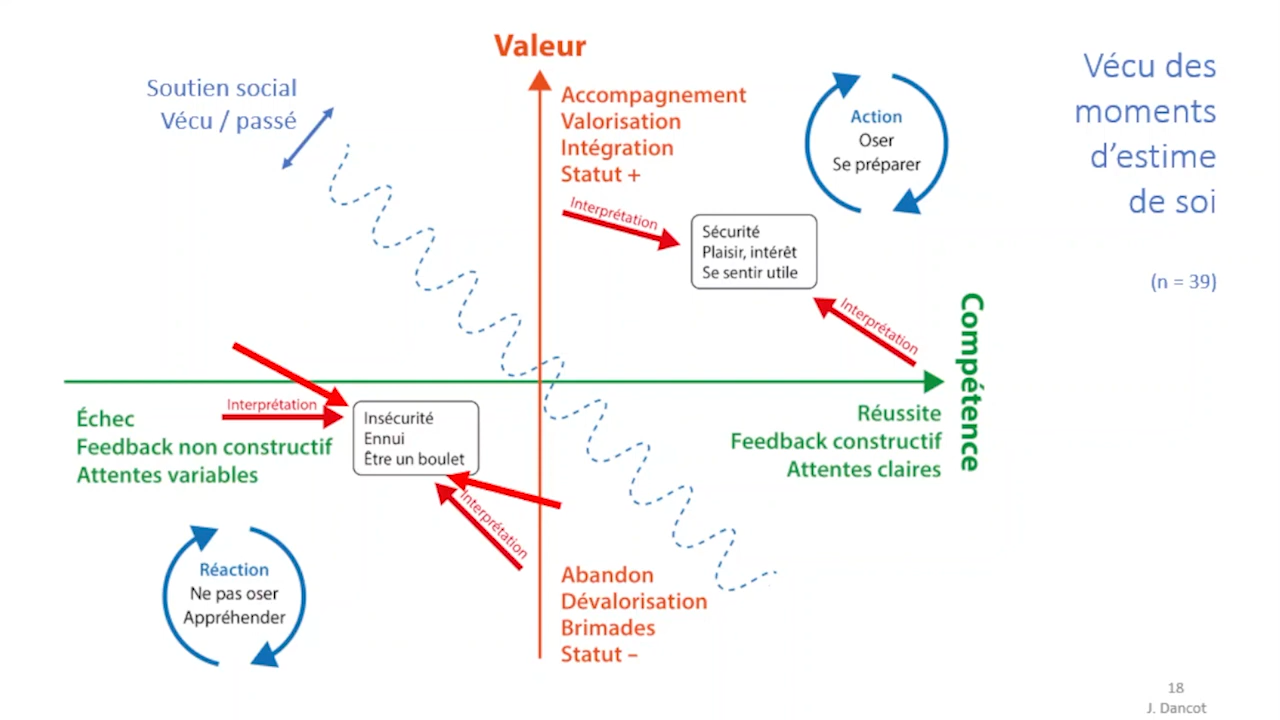 Valeur
Vécu des
moments
d'estime
de soi
(n = 39)
Soutien social
Vécu / passé
Accompagnement
Valorisation
Intégration
Statut +
Action
Oser
Se préparer
Interprétation
Sécurité
Plaisir, intérêt
Se sentir utile
Interprétation
Compétence
Échec
Feedback non constructif
Attentes variables
Interprétation
Insécurité
Ennui
Être un boulet
Interprétation
Réussite
Feedback constructif
Attentes claires
Réaction
Ne pas oser
Appréhender
Abandon
Dévalorisation
Brimades
Statut –
18
J. Dancot